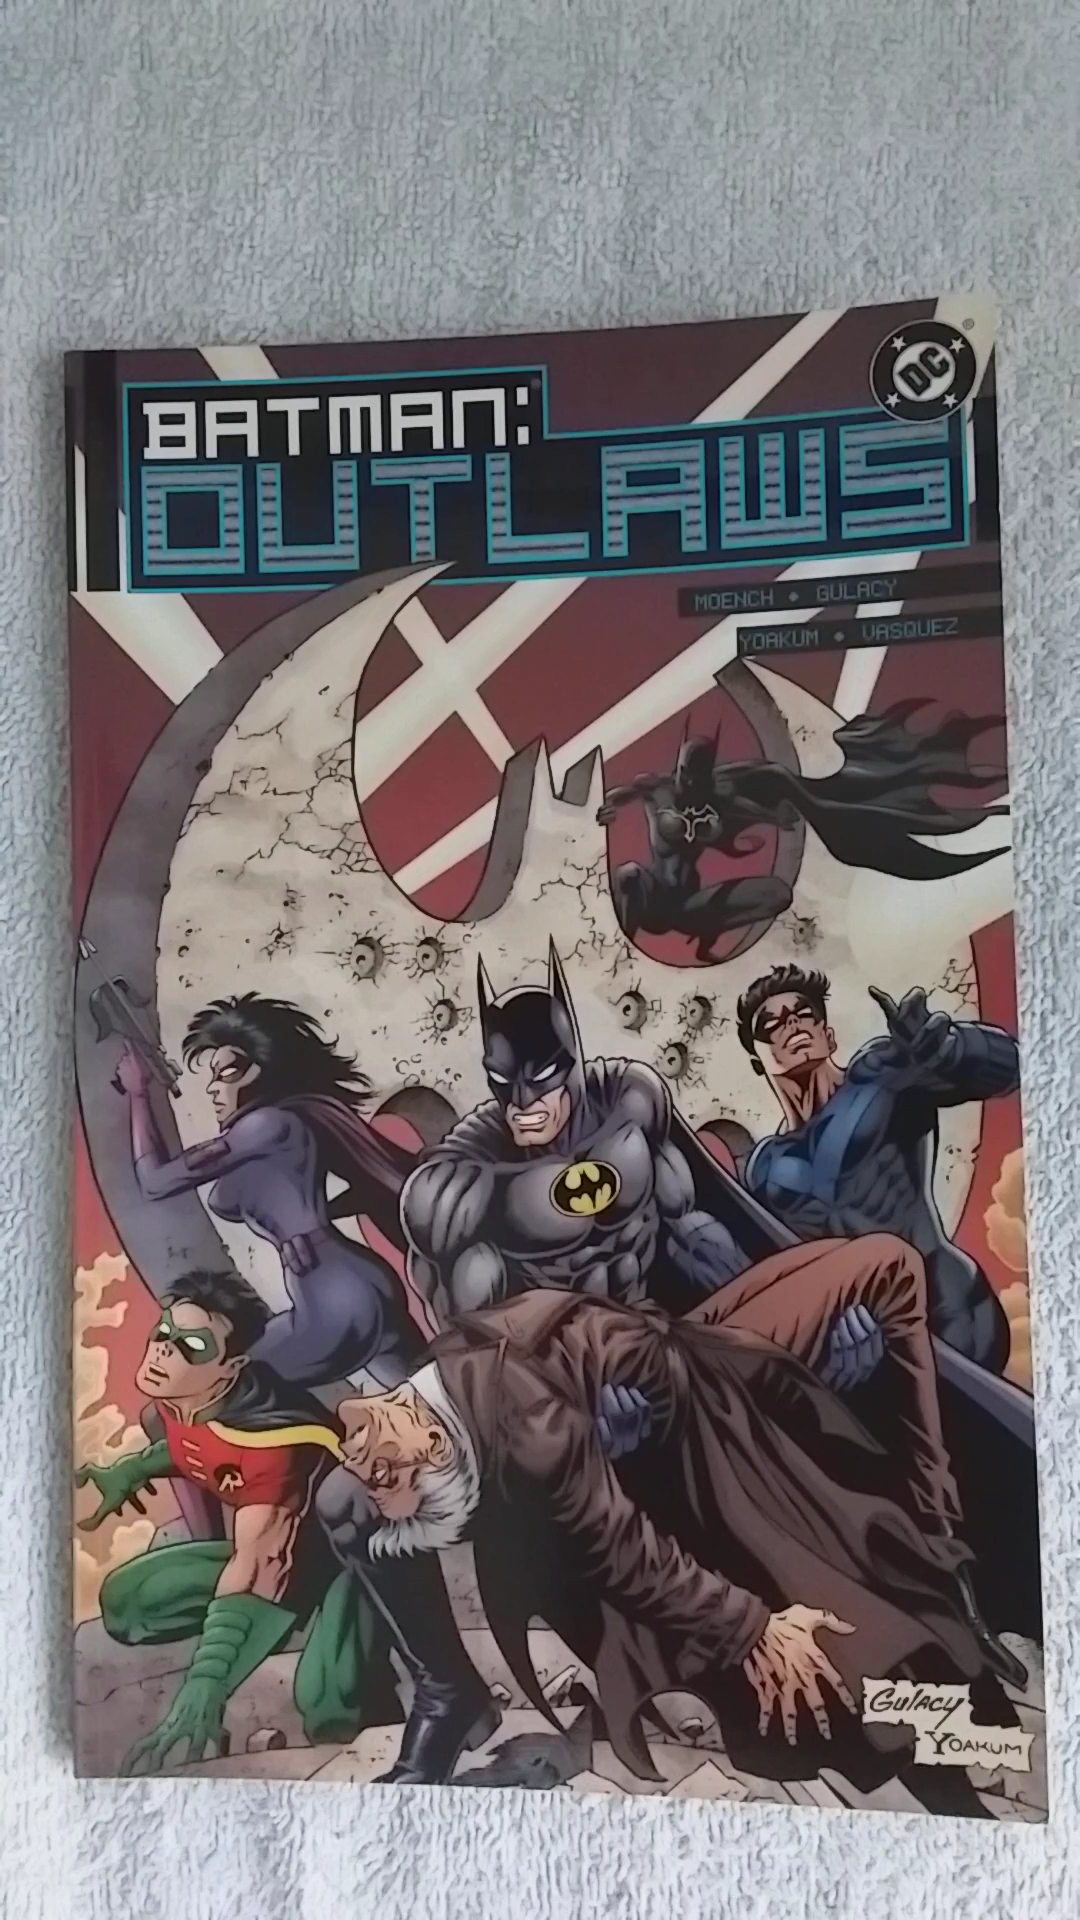 DC
®
BATMAN:
OUTLAWS
MOENCH • GULACY
YOAKUM • VASQUEZ
R
GULACY
YOAKUM